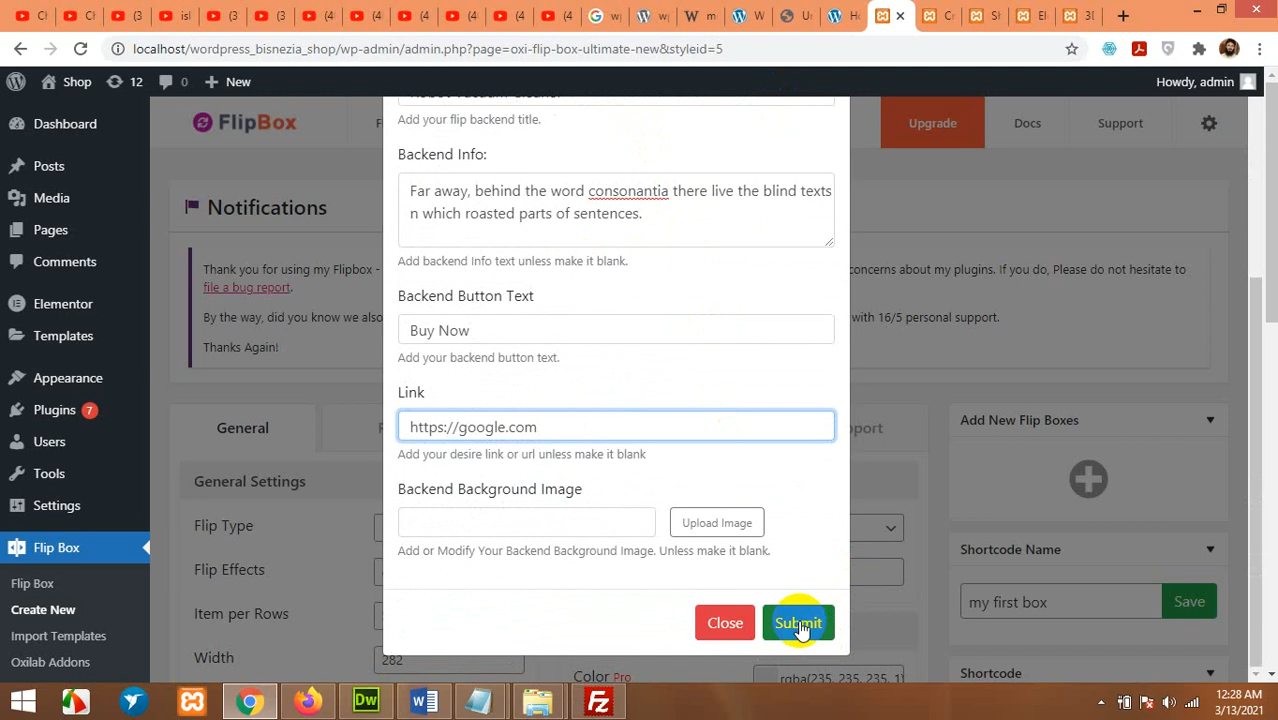 localhost/wordpress_bisnezia_shop/wp-admin/admin.php?page=oxi-flip-box-ultimate-new&styleid=5
Shop
12
0
New
Howdy, admin
Dashboard
Posts
Media
Pages
Comments
Elementor
Templates
Appearance
Plugins 7
Users
Tools
Settings
Flip Box
Flip Box
Create New
Import Templates
Oxilab Addons
FlipBox
Upgrade
Docs
Support
Notifications
Thank you for using my Flipbox -
concerns about my plugins. If you do, Please do not hesitate to
file a bug report.
By the way, did you know we also
with 16/5 personal support.
Thanks Again!
General
General Settings
Flip Type
Flip Effects
Item per Rows
Width
282
Color Pro
rgba(235, 235, 235, 1)
Add your flip backend title.
Backend Info:
Far away, behind the word consonantia there live the blind texts
n which roasted parts of sentences.
Add backend Info text unless make it blank.
Backend Button Text
Buy Now
Add your backend button text.
Link
https://google.com
Add your desire link or url unless make it blank
Backend Background Image
Upload Image
Add or Modify Your Backend Background Image. Unless make it blank.
Close
Submit
Add New Flip Boxes
Shortcode Name
my first box
Save
Shortcode
12:28 AM
3/13/2021